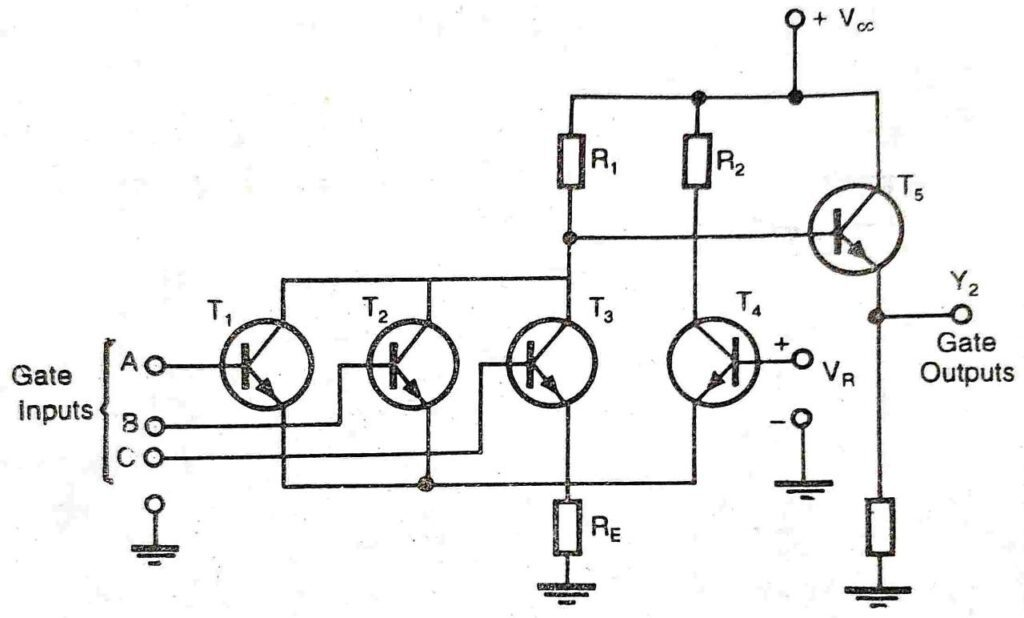 + Vcc
R1
R2
T5
T1
T2
T3
T4
Y2
Gate
Outputs
Gate
inputs
A
B
C
+
VR
−
RE